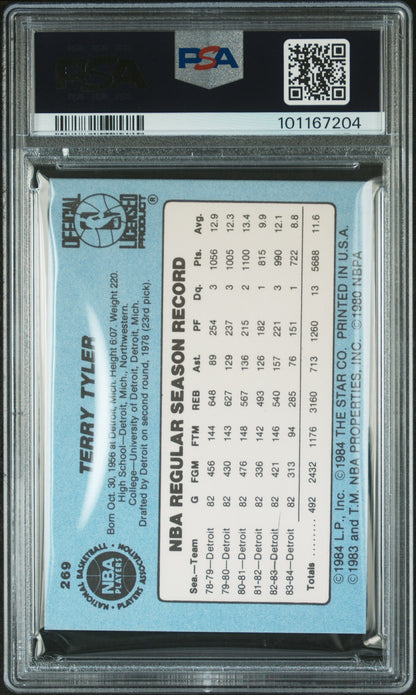 PSA
PSA
101167204
269
NATIONAL BASKETBALL
NBA
PLAYERS
PLAYERS ASSOCIATION
TERRY TYLER
OFFICIAL
NBA
LICENSED
PRODUCT ®
Born Oct. 30, 1956 at Detroit, Mich. Height 6:07. Weight 220.
High School—Detroit, Mich., Northwestern.
College—University of Detroit, Detroit, Mich.
Drafted by Detroit on second round, 1978 (23rd pick).
NBA REGULAR SEASON RECORD
Sea.—Team G FGM FTM REB Ast. PF Dq. Pts. Avg.
78-79—Detroit 82 456 144 648 89 254 3 1056 12.9
79-80—Detroit 82 430 143 627 129 237 3 1005 12.3
80-81—Detroit 82 476 148 567 136 215 2 1100 13.4
81-82—Detroit 82 336 142 493 126 182 1 815 9.9
82-83—Detroit 82 421 146 540 157 221 3 990 12.1
83-84—Detroit 82 313 94 285 76 151 1 722 8.8
Totals ......... 492 2432 1176 3160 713 1260 13 5688 11.6
©1984 L.P., Inc. ©1984 THE STAR CO. PRINTED IN U.S.A.
©1983 and T.M. NBA PROPERTIES, INC. ©1980 NBPA